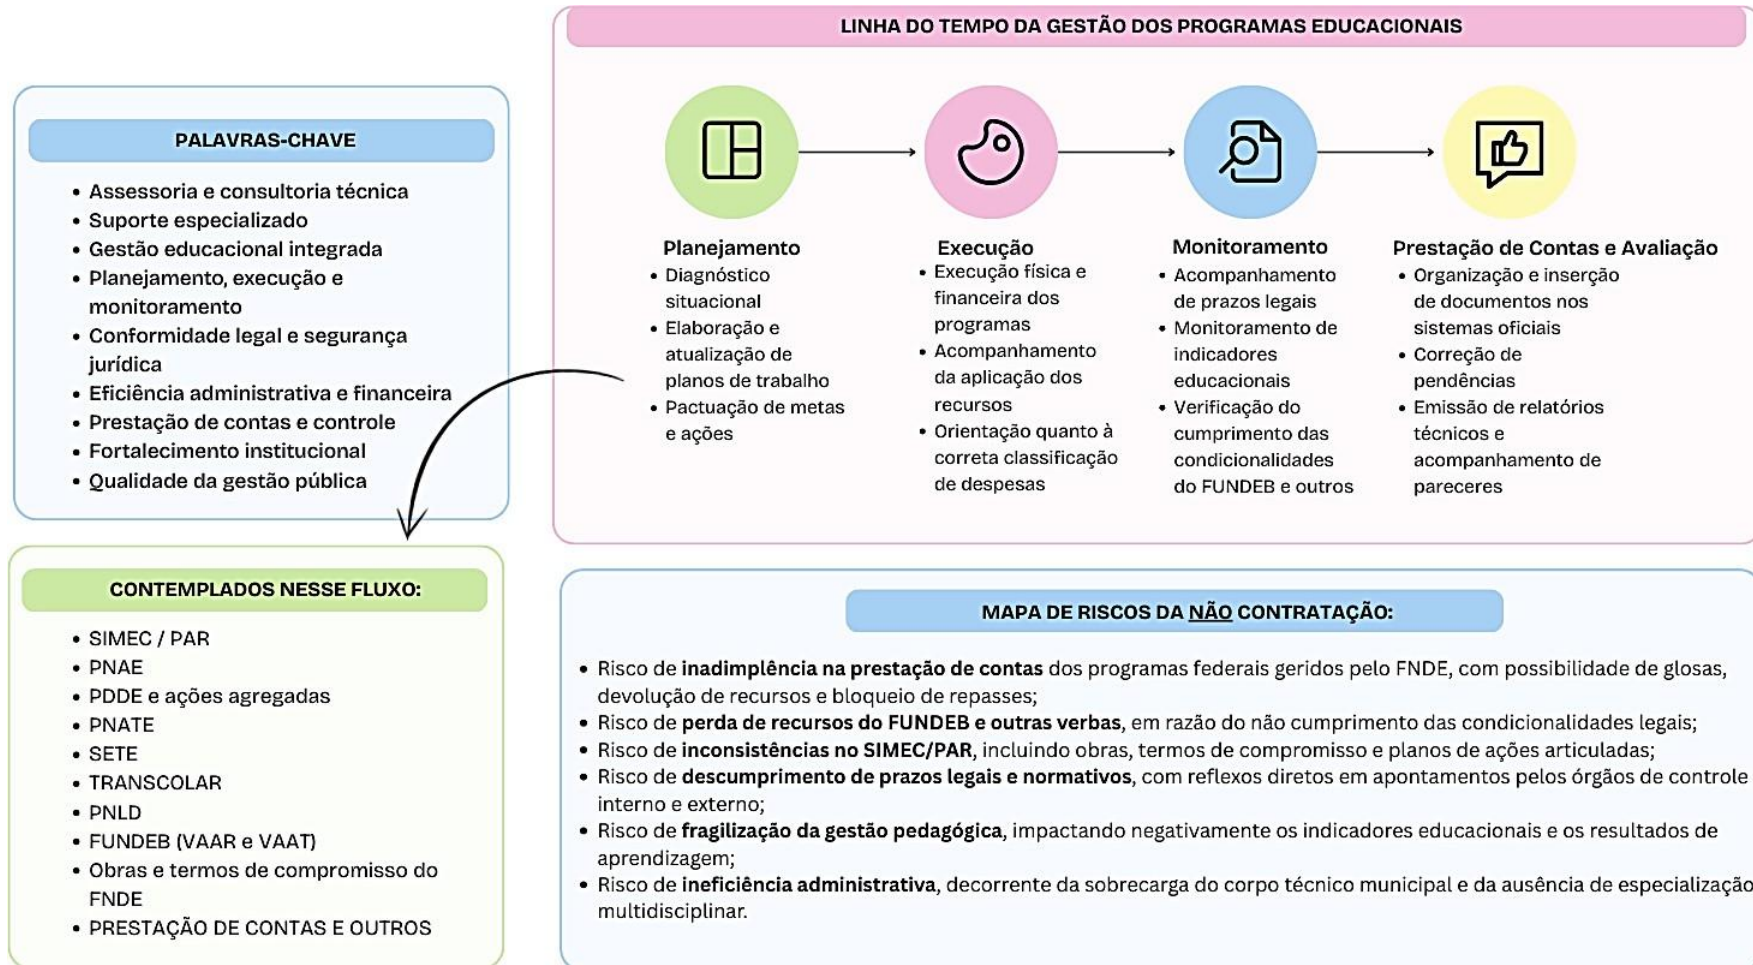 LINHA DO TEMPO DA GESTÃO DOS PROGRAMAS EDUCACIONAIS
PALAVRAS-CHAVE
• Assessoria e consultoria técnica
• Suporte especializado
• Gestão educacional integrada
• Planejamento, execução e
monitoramento
• Conformidade legal e segurança
jurídica
• Eficiência administrativa e financeira
• Prestação de contas e controle
• Fortalecimento institucional
• Qualidade da gestão pública
Planejamento
• Diagnóstico
situacional
• Elaboração e
atualização de
planos de trabalho
• Pactuação de metas
e ações
Execução
• Execução física e
financeira dos
programas
• Acompanhamento
da aplicação dos
recursos
• Orientação quanto à
correta classificação
de despesas
Monitoramento
• Acompanhamento
de prazos legais
• Monitoramento de
indicadores
educacionais
• Verificação do
cumprimento das
condicionalidades
do FUNDEB e outros
Prestação de Contas e Avaliação
• Organização e inserção
de documentos nos
sistemas oficiais
• Correção de
pendências
• Emissão de relatórios
técnicos e
acompanhamento de
pareceres
CONTEMPLADOS NESSE FLUXO:
• SIMEC / PAR
• PNAE
• PDDE e ações agregadas
• PNATE
• SETE
• TRANSCOLAR
• PNLD
• FUNDEB (VAAR e VAAT)
• Obras e termos de compromisso do
FNDE
• PRESTAÇÃO DE CONTAS E OUTROS
MAPA DE RISCOS DA NÃO CONTRATAÇÃO:
• Risco de inadimplência na prestação de contas dos programas federais geridos pelo FNDE, com possibilidade de glosas,
devolução de recursos e bloqueio de repasses;
• Risco de perda de recursos do FUNDEB e outras verbas, em razão do não cumprimento das condicionalidades legais;
• Risco de inconsistências no SIMEC/PAR, incluindo obras, termos de compromisso e planos de ações articuladas;
• Risco de descumprimento de prazos legais e normativos, com reflexos diretos em apontamentos pelos órgãos de controle
interno e externo;
• Risco de fragilização da gestão pedagógica, impactando negativamente os indicadores educacionais e os resultados de
aprendizagem;
• Risco de ineficiência administrativa, decorrente da sobrecarga do corpo técnico municipal e da ausência de especialização
multidisciplinar.